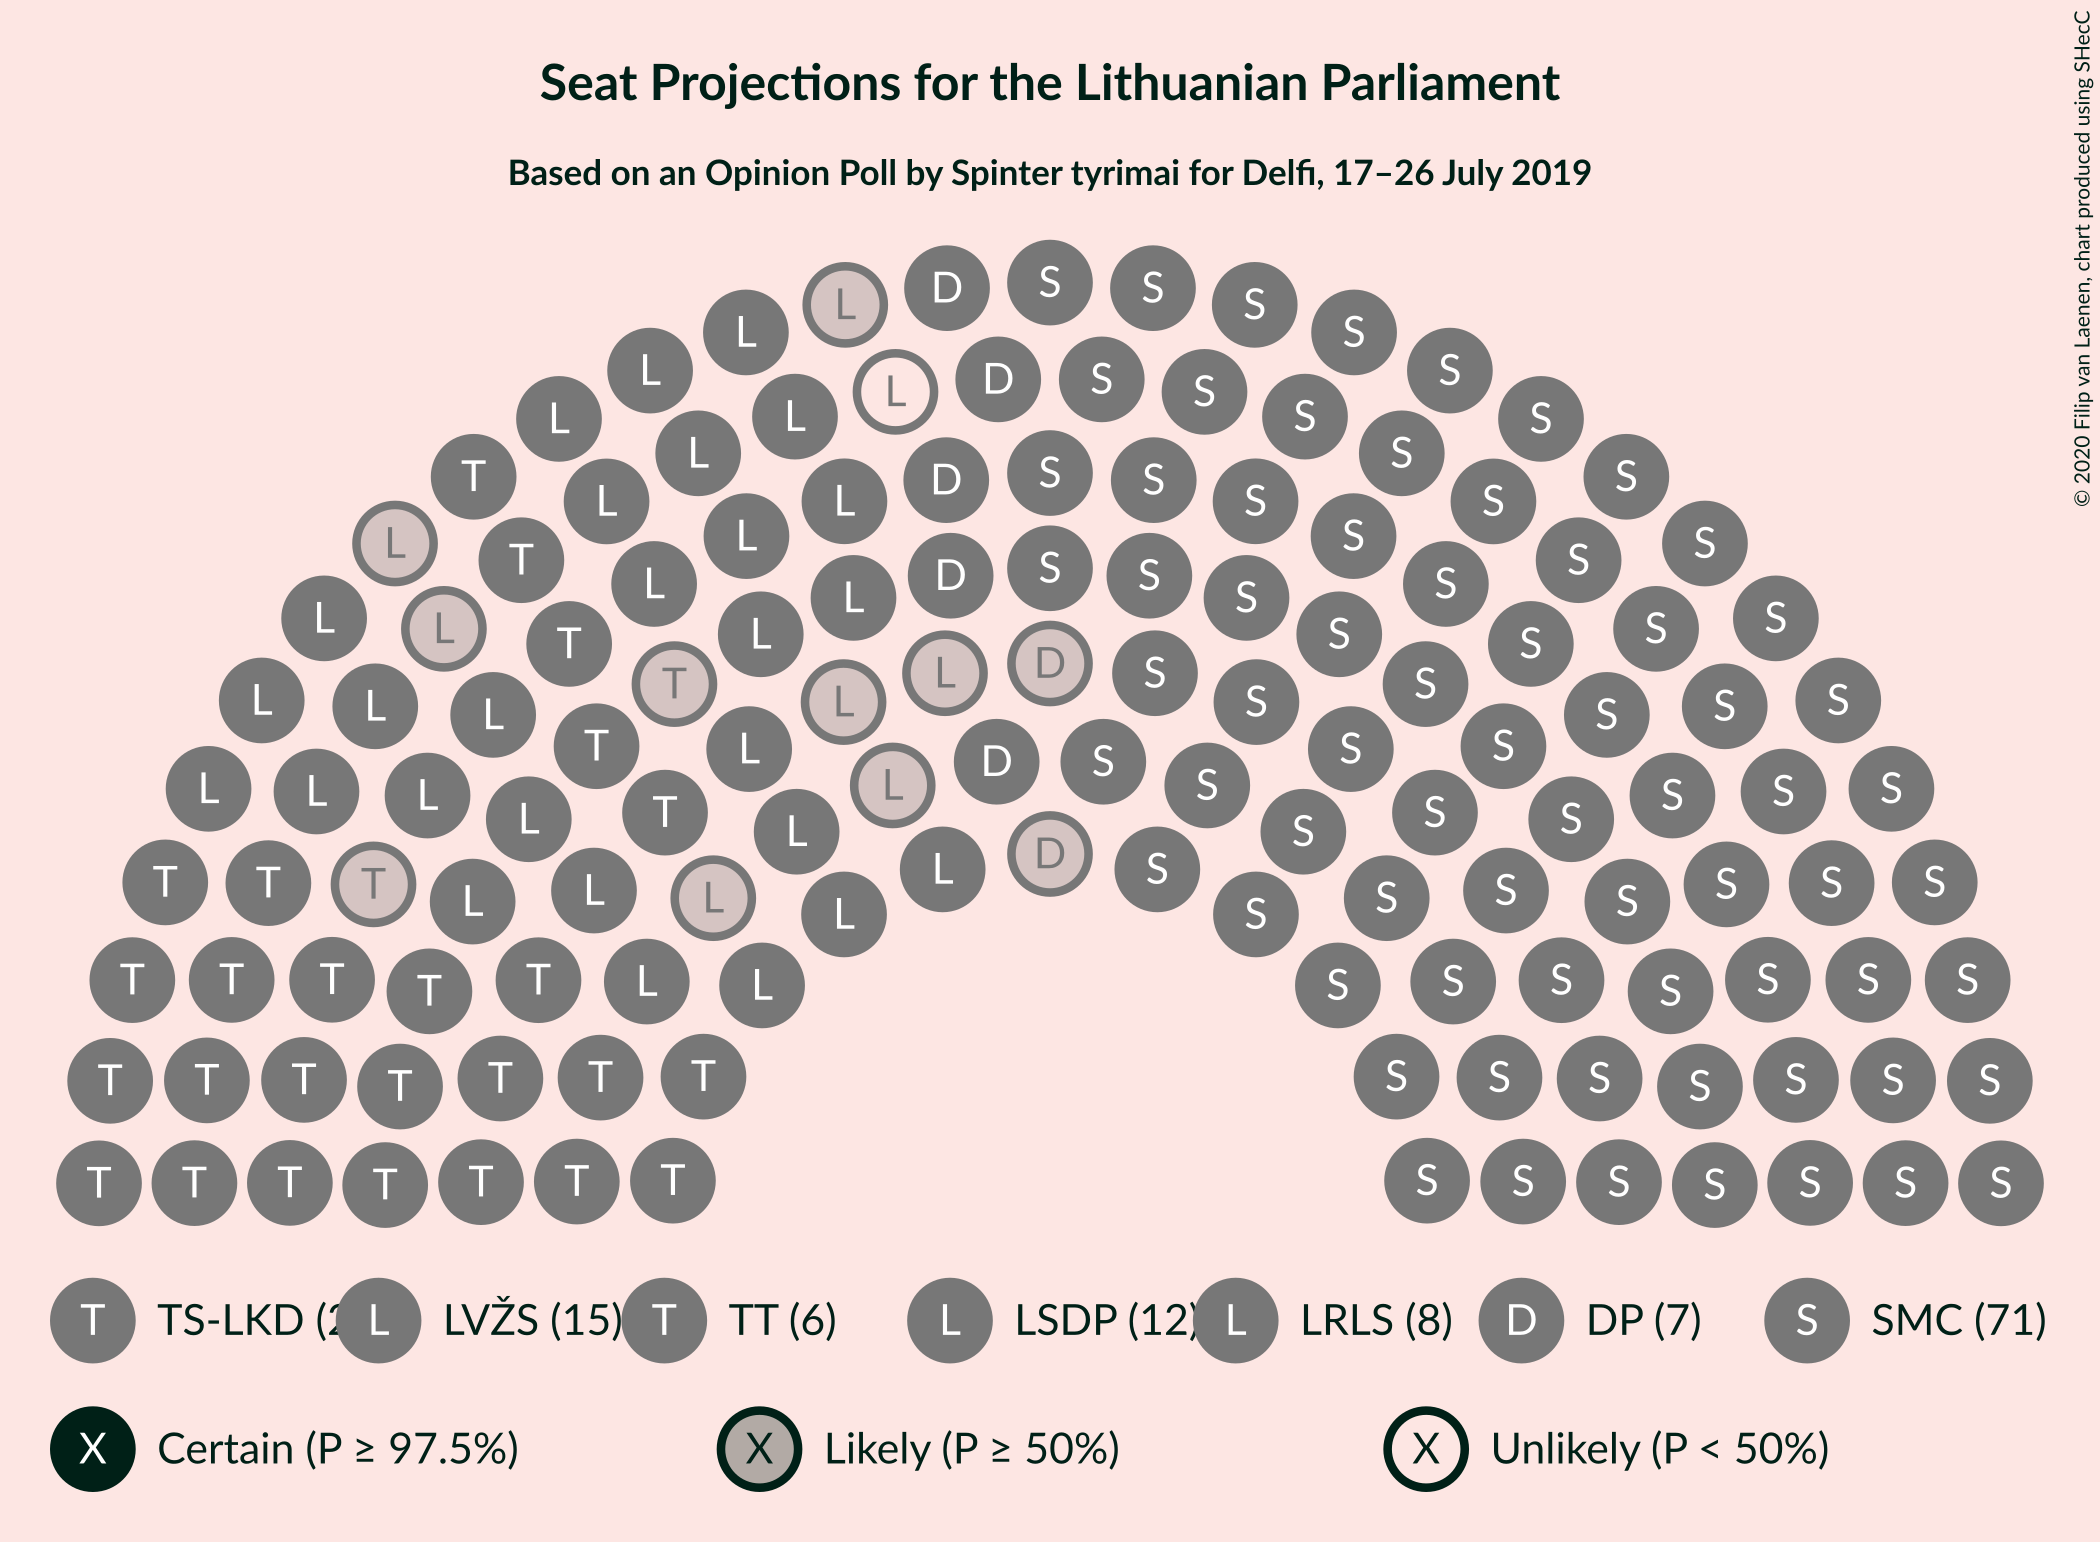 Seat Projections for the Lithuanian Parliament
Based on an Opinion Poll by Spinter tyrimai for Delfi, 17–26 July 2019
© 2020 Filip van Laenen, chart produced using SHecC
L D S S S S
L L D S S S S S
L L L S S S
T L L D S S S S
L T L L L D S S S S S S
L L T L L L D S S S S S S
L L L T T L L L D S S S S S S S S
L L L L T T L L L D S S S S S S S S S S
T T T L L L L L D S S S S S S S S
T T T T T L L S S S S S S S
T T T T T T T S S S S S S S
T T T T T T T S S S S S S S
T TS-LKD L LVŽS (15) T TT (6) L LSDP (12) L LRLS (8) D DP (7) S SMC (71)
X Certain (P ≥ 97.5%) X Likely (P ≥ 50%) X Unlikely (P < 50%)